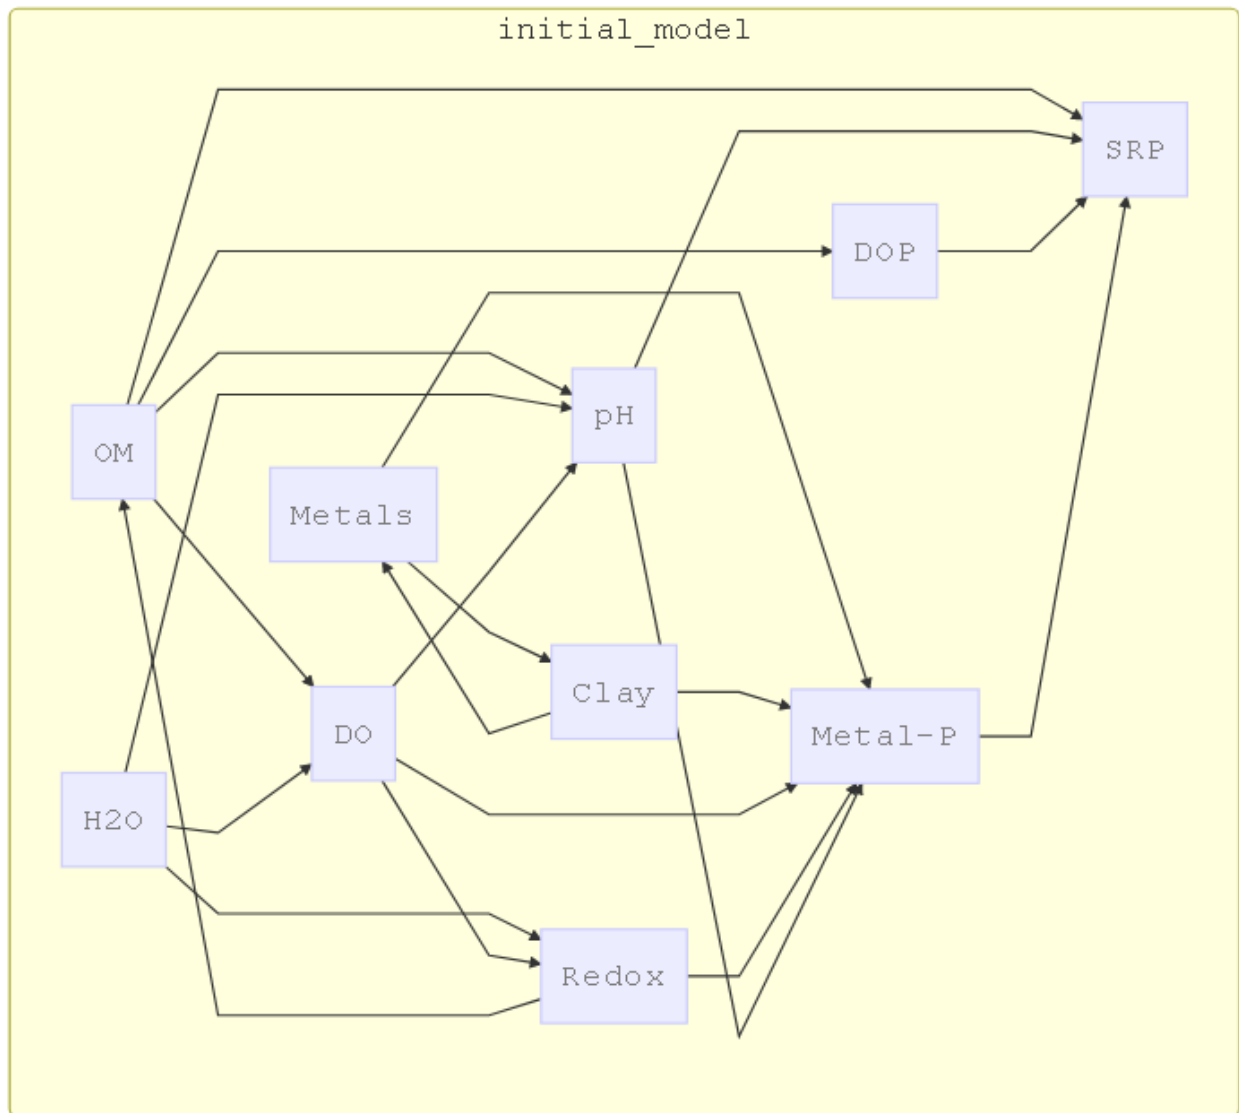 initial_model
SRP
DOP
pH
OM
Metals
Clay
DO
Metal-P
H2O
Redox